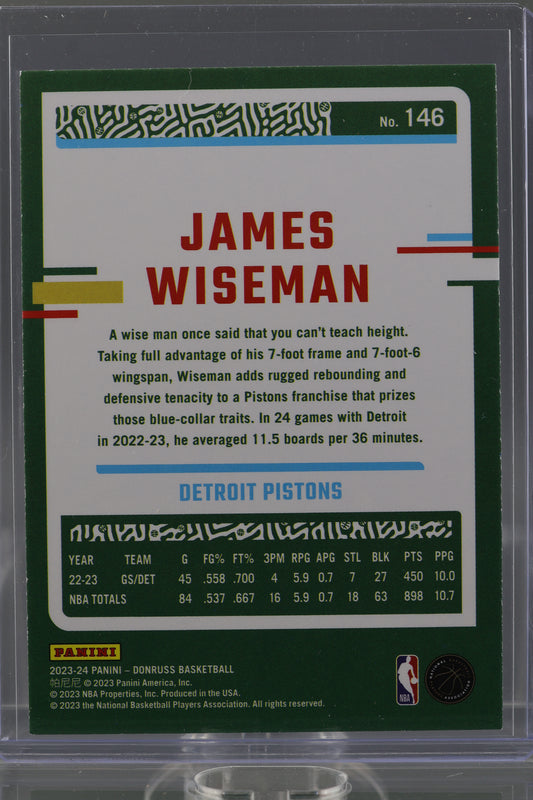 No. 146
JAMES
WISEMAN
A wise man once said that you can't teach height.
Taking full advantage of his 7-foot frame and 7-foot-6
wingspan, Wiseman adds rugged rebounding and
defensive tenacity to a Pistons franchise that prizes
those blue-collar traits. In 24 games with Detroit
in 2022-23, he averaged 11.5 boards per 36 minutes.
DETROIT PISTONS
YEAR TEAM G FG% FT% 3PM RPG APG STL BLK PTS PPG
22-23 GS/DET 45 .558 .700 4 5.9 0.7 7 27 450 10.0
NBA TOTALS 84 .537 .667 16 5.9 0.7 18 63 898 10.7
PANINI
2023-24 PANINI – DONRUSS BASKETBALL
帕尼尼 © 2023 Panini America, Inc.
© 2023 NBA Properties, Inc. Produced in the USA.
© 2023 the National Basketball Players Association. All rights reserved.
NBA
NATIONAL BASKETBALL PLAYERS ASSOCIATION